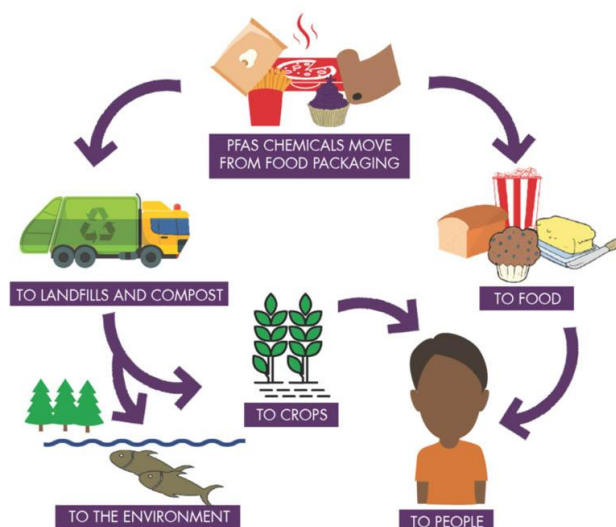 PFAS CHEMICALS MOVE
FROM FOOD PACKAGING
TO LANDFILLS AND COMPOST
TO FOOD
TO CROPS
TO THE ENVIRONMENT
TO PEOPLE